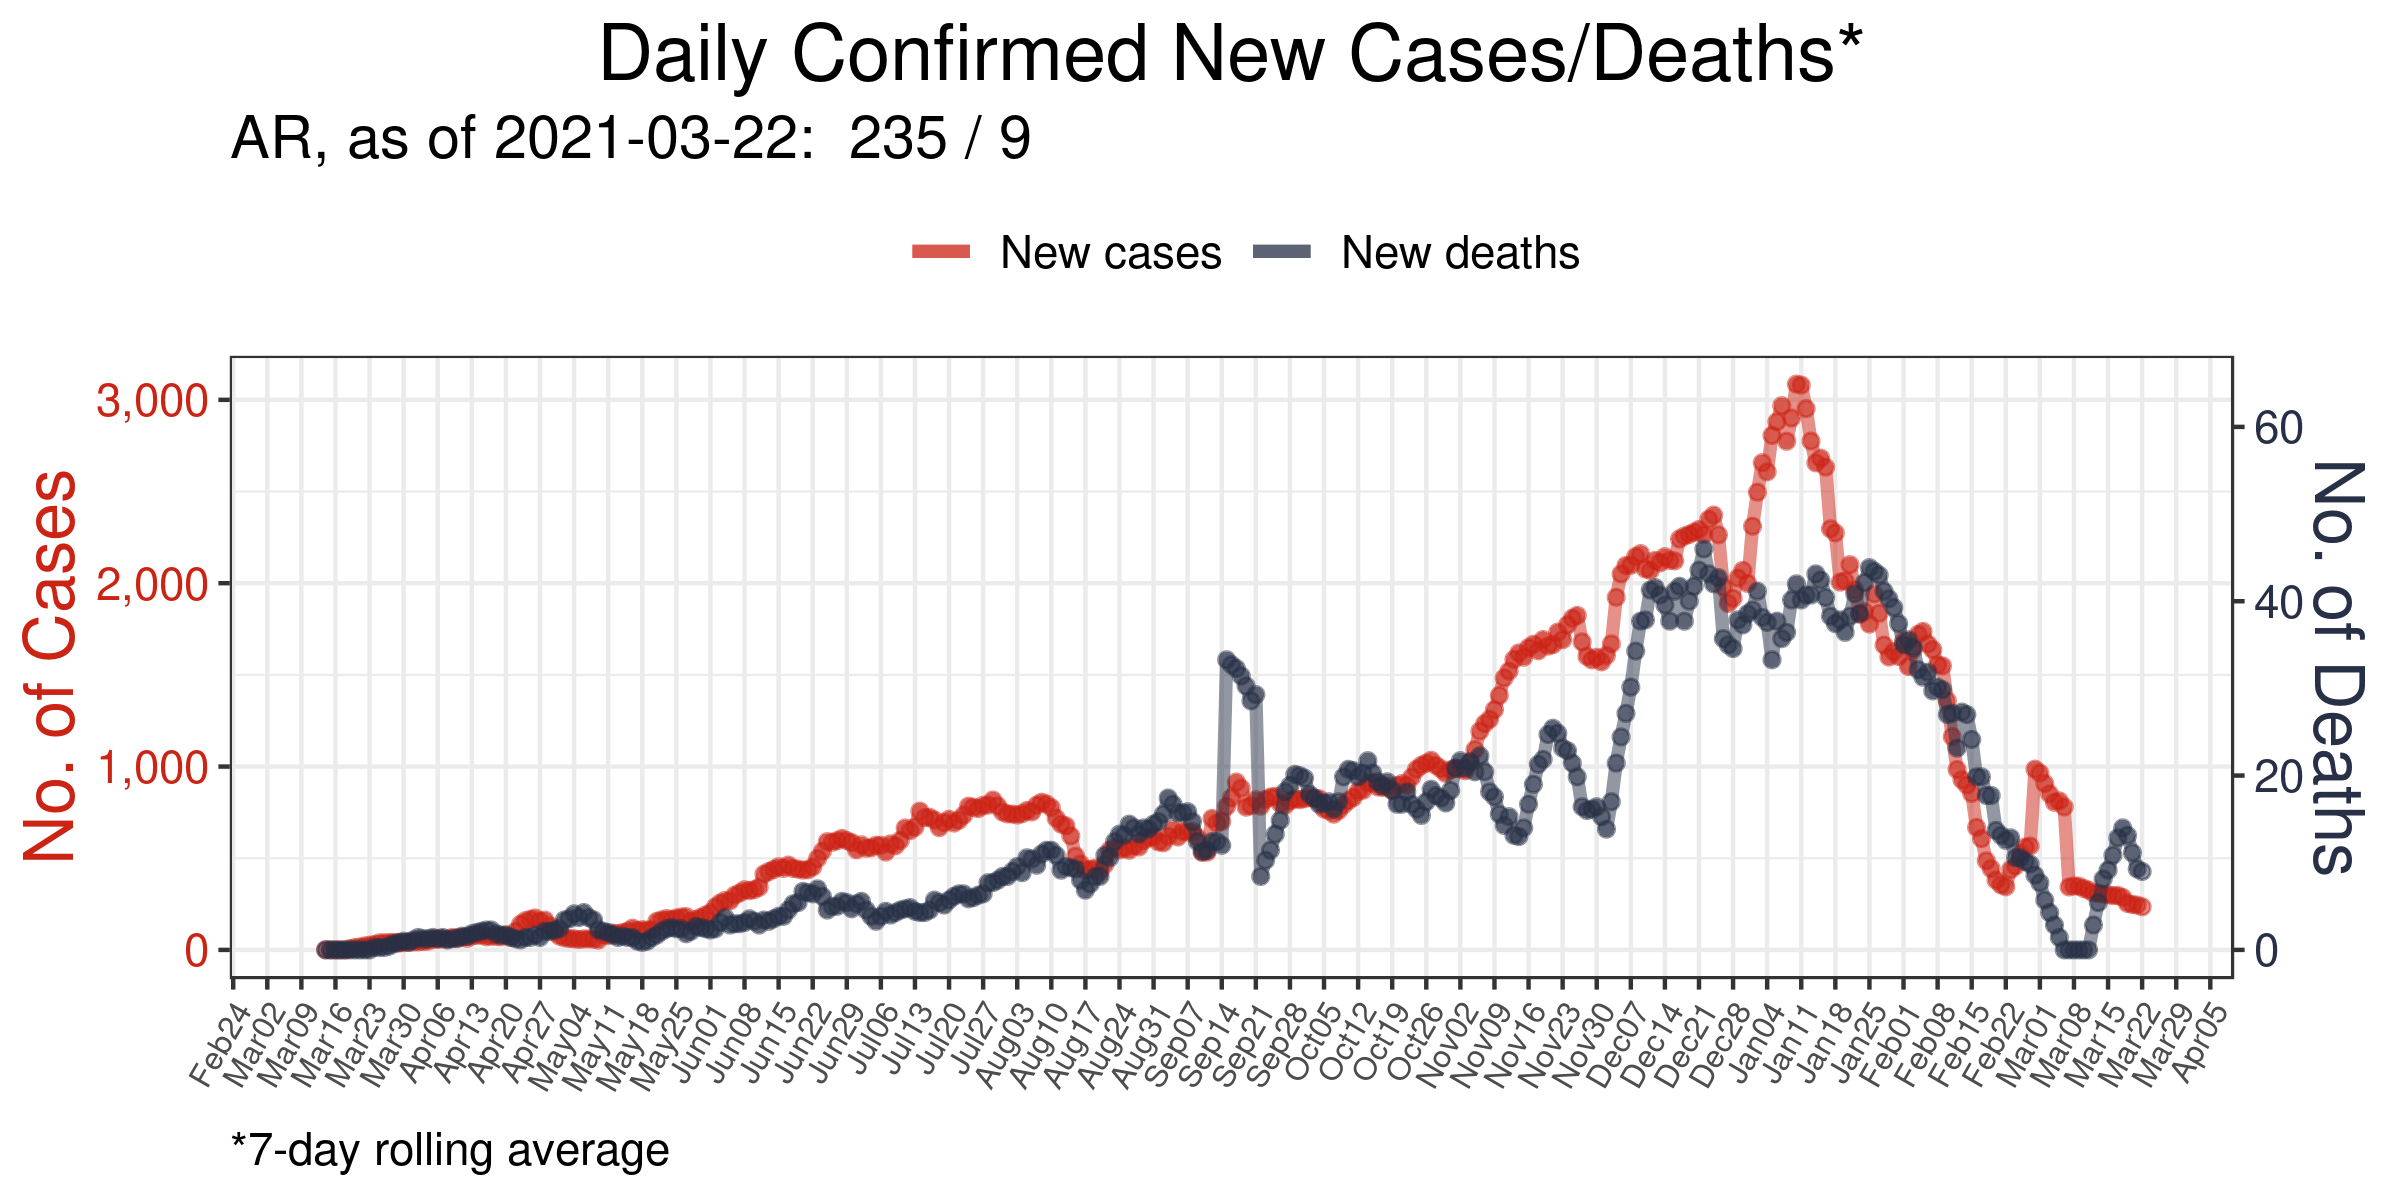 Daily Confirmed New Cases/Deaths*
AR, as of 2021-03-22:  235 / 9
New cases
New deaths
No. of Cases
3,000
2,000
1,000
0
60
40
20
0
No. of Deaths
Feb24
Mar02
Mar09
Mar16
Mar23
Mar30
Apr06
Apr13
Apr20
Apr27
May04
May11
May18
May25
Jun01
Jun08
Jun15
Jun22
Jun29
Jul06
Jul13
Jul20
Jul27
Aug03
Aug10
Aug17
Aug24
Aug31
Sep07
Sep14
Sep21
Sep28
Oct05
Oct12
Oct19
Oct26
Nov02
Nov09
Nov16
Nov23
Nov30
Dec07
Dec14
Dec21
Dec28
Jan04
Jan11
Jan18
Jan25
Feb01
Feb08
Feb15
Feb22
Mar01
Mar08
Mar15
Mar22
Mar29
Apr05
*7-day rolling average